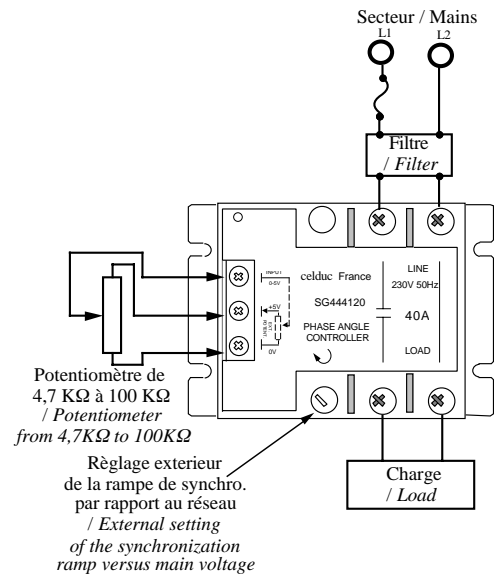 Secteur / Mains
L1 L2
Filtre
/ Filter
INPUT
0-5V
+5V
0V
celduc France
SG444120
PHASE ANGLE
CONTROLLER
LINE
230V 50Hz
40A
LOAD
Potentiomètre de
4,7 KΩ à 100 KΩ
/ Potentiometer
from 4,7KΩ to 100KΩ
Règlage exterieur
de la rampe de synchro.
par rapport au réseau
/ External setting
of the synchronization
ramp versus main voltage
Charge
/ Load